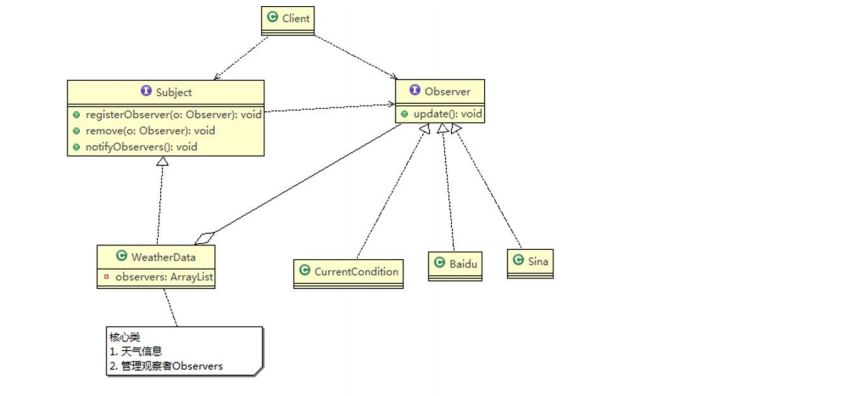 Client
Subject
registerObserver(o: Observer): void
remove(o: Observer): void
notifyObservers(): void
Observer
update(): void
WeatherData
observers: ArrayList
CurrentCondition
Baidu
Sina
核心类
1. 天气信息
2. 管理观察者Observers